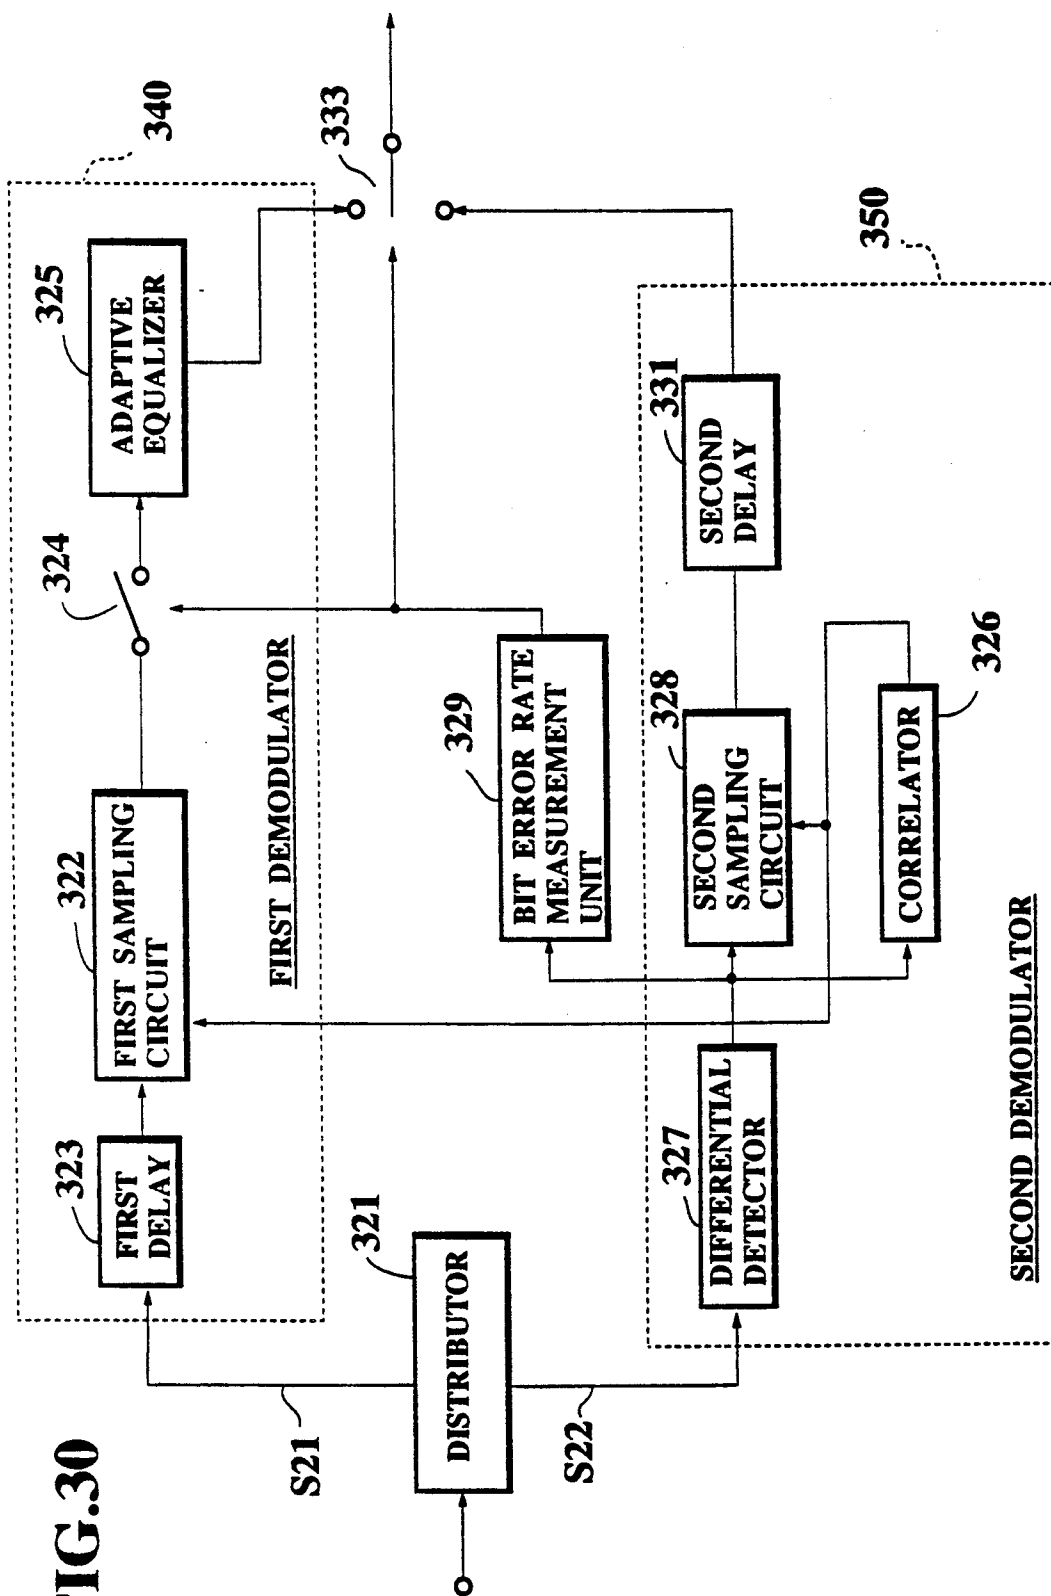 FIG.30
340
325
ADAPTIVE
EQUALIZER
324
333
322
FIRST SAMPLING
CIRCUIT
323
FIRST
DELAY
FIRST DEMODULATOR
S21
321
DISTRIBUTOR
S22
329
BIT ERROR RATE
MEASUREMENT
UNIT
350
331
SECOND
DELAY
328
SECOND
SAMPLING
CIRCUIT
326
CORRELATOR
327
DIFFERENTIAL
DETECTOR
SECOND DEMODULATOR